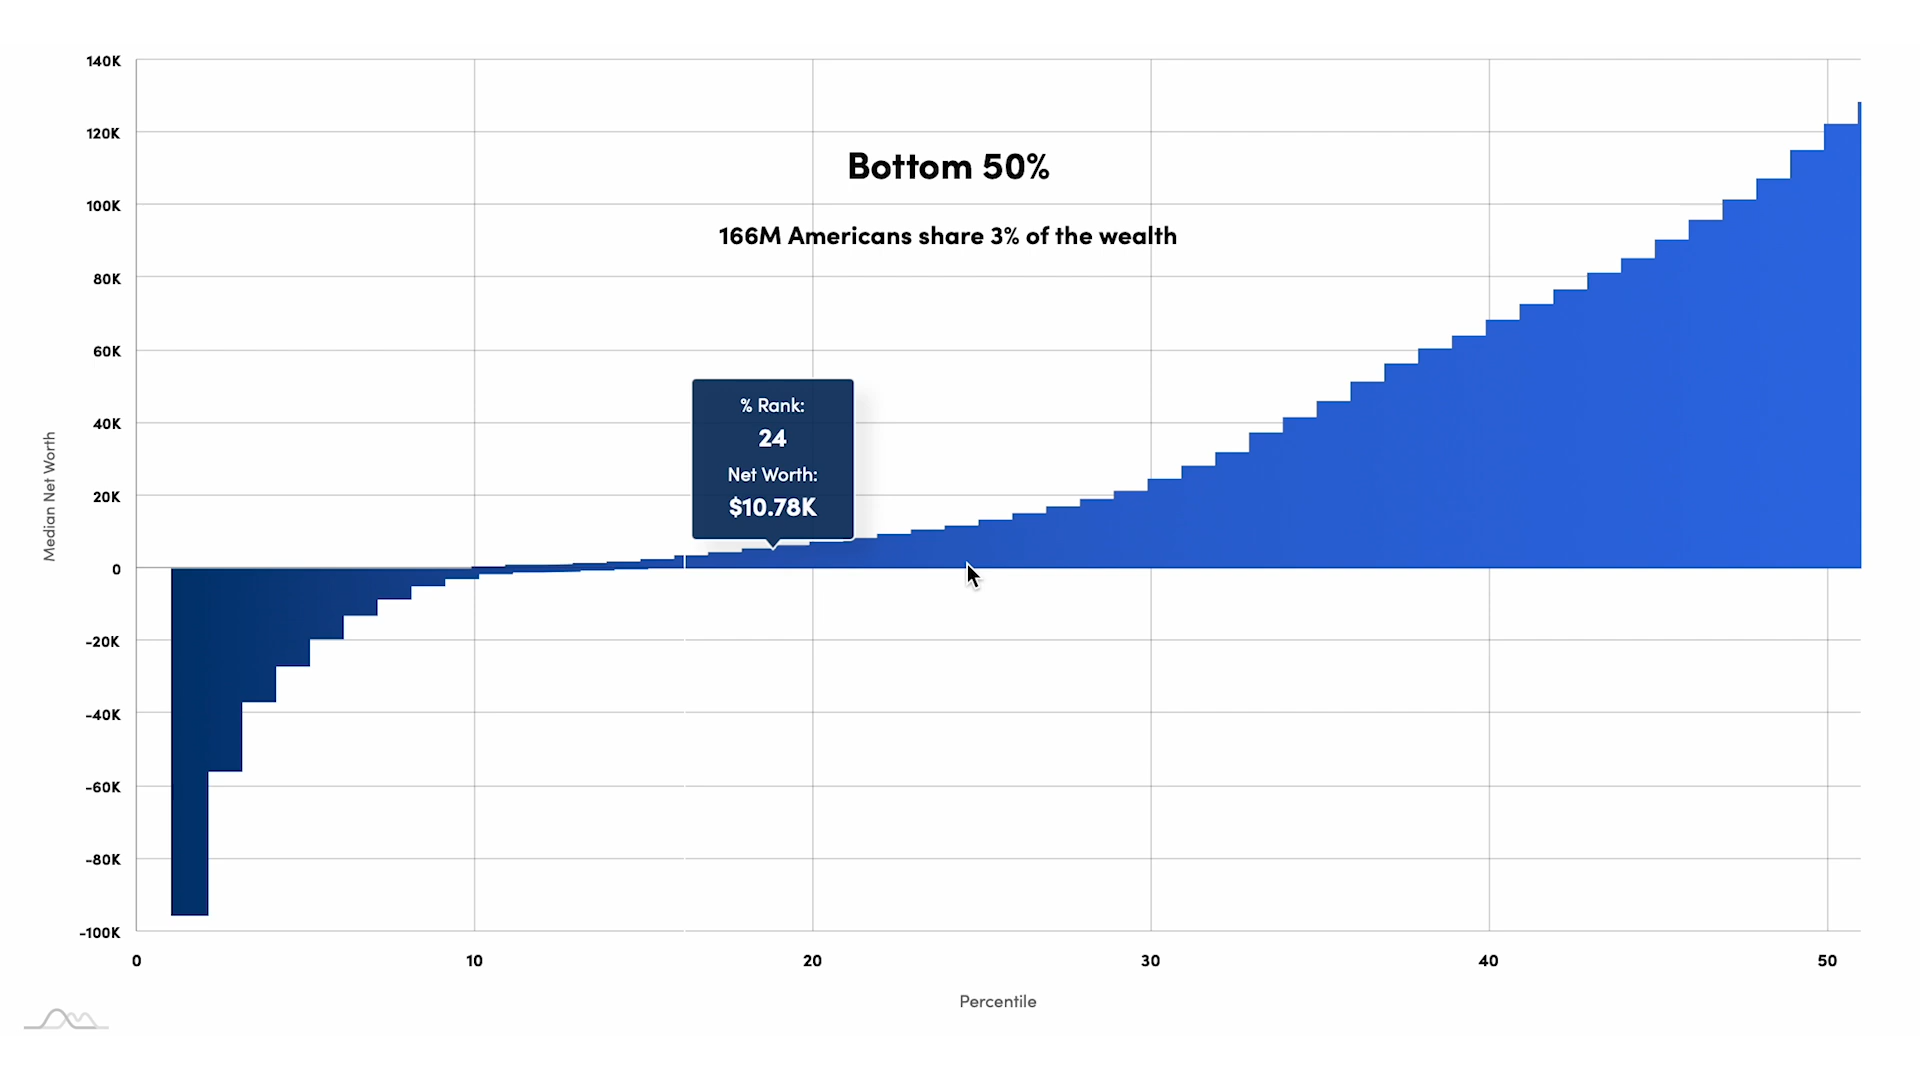 Bottom 50%
166M Americans share 3% of the wealth
140K
120K
100K
80K
60K
40K
20K
0
-20K
-40K
-60K
-80K
-100K
Median Net Worth
% Rank:
24
Net Worth:
$10.78K
0
10
20
30
40
50
Percentile